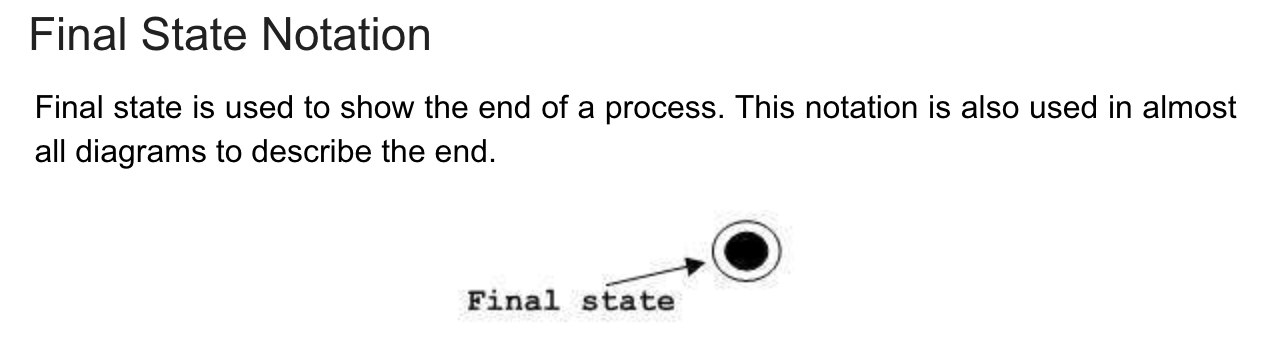 Final State Notation
Final state is used to show the end of a process. This notation is also used in almost
all diagrams to describe the end.
Final state